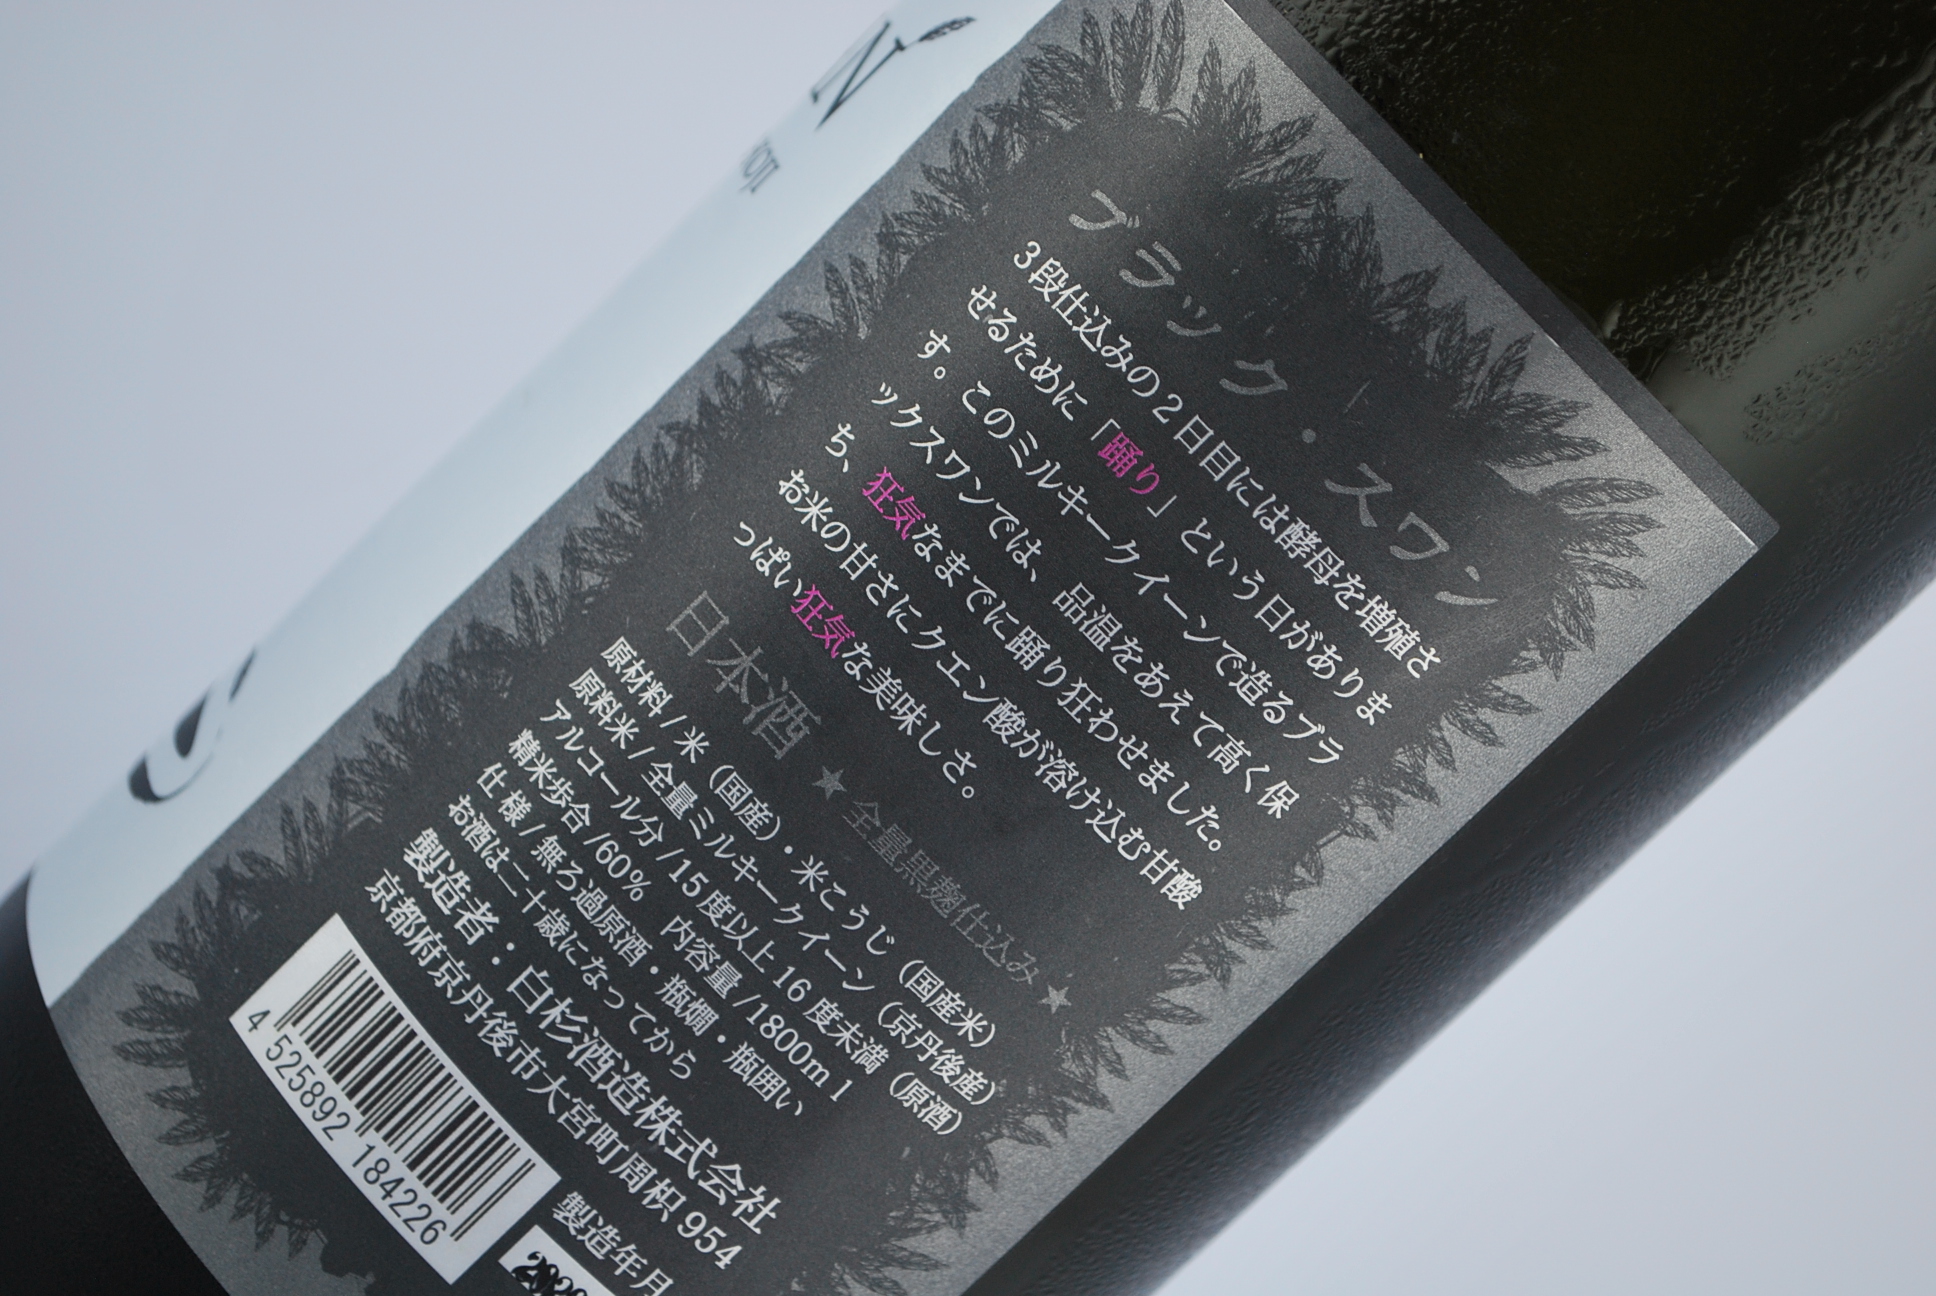 N
OJI
ブラック・スワン
3段仕込みの2日目には酵母を増殖さ
せるために「踊り」という日がありま
す。このミルキークイーンで造るブラ
ックスワンでは、品温をあえて高く保
ち、狂気なまでに踊り狂わせました。
お米の甘さにクエン酸が溶け込む甘酸
っぱい狂気な美味しさ。
日本酒 ★全量黒麹仕込み★
原材料/米(国産)・米こうじ(国産米)
原料米/全量ミルキークイーン(京丹後産)
アルコール分/15度以上16度未満(原酒)
精米歩合/60% 内容量/1800ml
仕様/無ろ過原酒・瓶燗・瓶囲い
お酒は二十歳になってから
製造者:白杉酒造株式会社
京都府京丹後市大宮町周枳954
4 525892 184226
製造年月